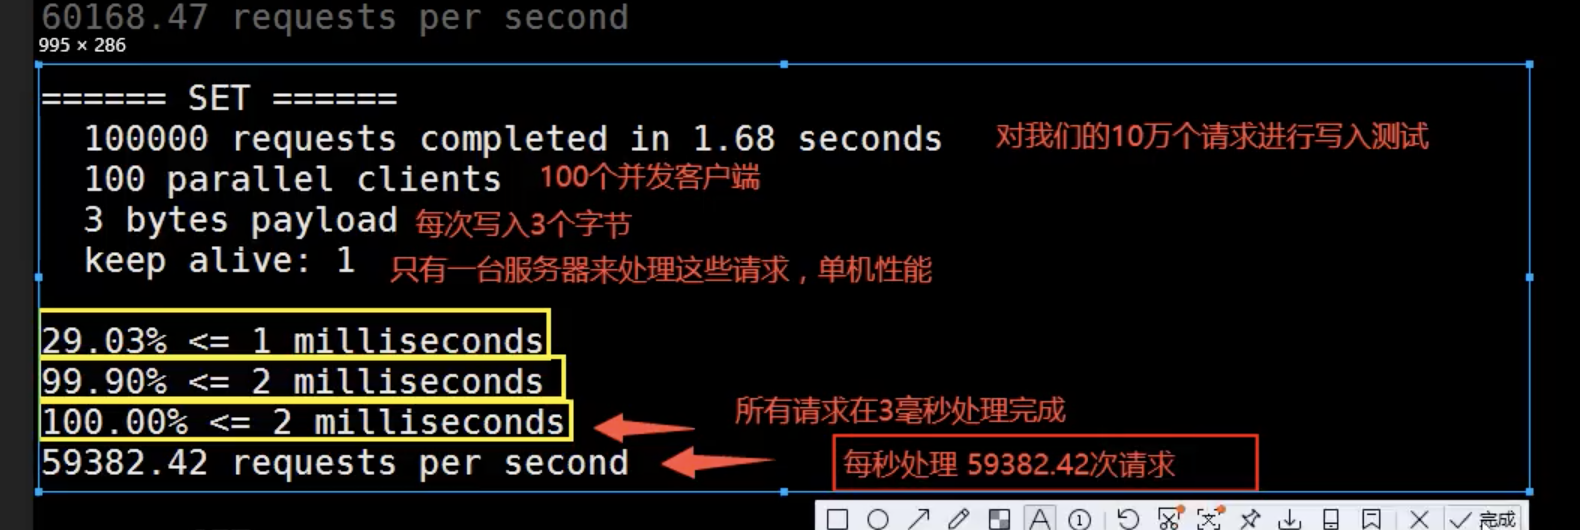 60168.47 requests per second
995 × 286
====== SET ======
100000 requests completed in 1.68 seconds 对我们的10万个请求进行写入测试
100 parallel clients 100个并发客户端
3 bytes payload 每次写入3个字节
keep alive: 1 只有一台服务器来处理这些请求，单机性能
29.03% <= 1 milliseconds
99.90% <= 2 milliseconds
100.00% <= 2 milliseconds 所有请求在3毫秒处理完成
59382.42 requests per second 每秒处理 59382.42次请求
A 1 文 完成